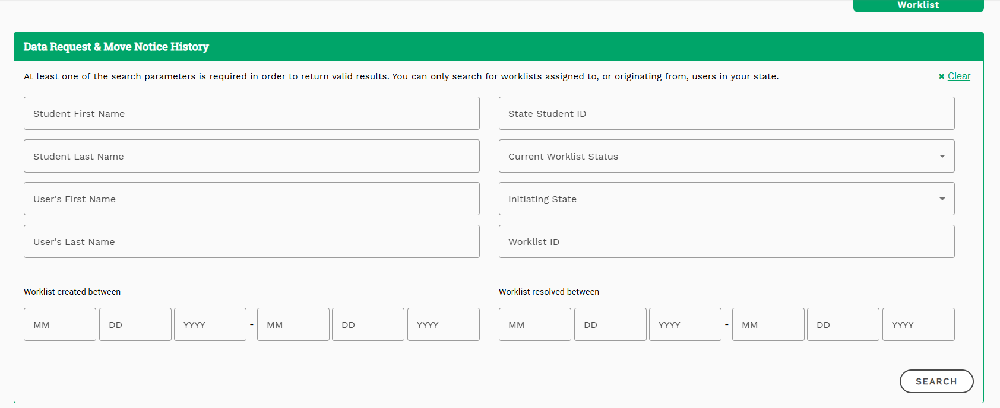 Worklist
Data Request & Move Notice History
At least one of the search parameters is required in order to return valid results. You can only search for worklists assigned to, or originating from, users in your state.
× Clear
Student First Name
State Student ID
Student Last Name
Current Worklist Status
User's First Name
Initiating State
User's Last Name
Worklist ID
Worklist created between
Worklist resolved between
MM DD YYYY - MM DD YYYY
MM DD YYYY - MM DD YYYY
SEARCH